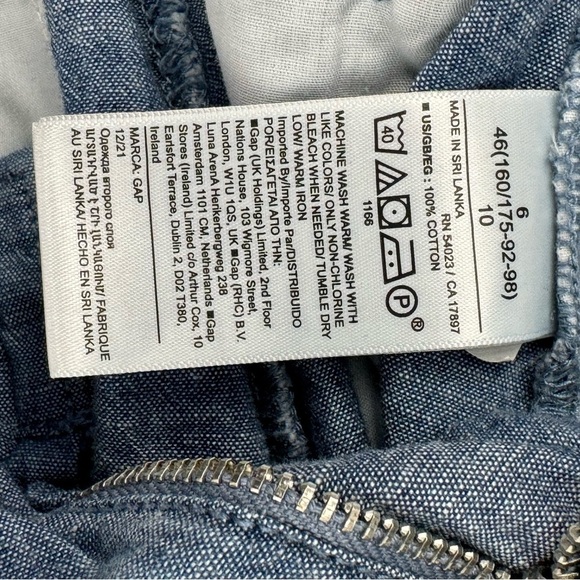 6
10
46(160/175-92-98)
RN 54023 / CA 17897
MADE IN SRI LANKA
■ US/GB/EG : 100% COTTON
40
P®
1166
MACHINE WASH WARM/ WASH WITH
LIKE COLORS/ ONLY NON-CHLORINE
BLEACH WHEN NEEDED/ TUMBLE DRY
LOW/ WARM IRON
Imported By/Importe Par/DISTRIBUIDO
POR/ΕΙΣΑΓΕΤΑΙ ΑΠΟ ΤΗΝ:
■Gap (UK Holdings) Limited, 2nd Floor
Nations House, 103 Wigmore Street,
London, W1U 1QS, UK ■Gap (RHC) B.V.
Luna ArenA Herikerbergweg 238
Amsterdam 1101 CM, Netherlands ■Gap
Stores (Ireland) Limited c/o Arthur Cox, 10
Earlsfort Terrace, Dublin 2, D02 T380,
Ireland
MARCA: GAP
12/21
Одежда второго слоя
ԱՐՏԱԴՐՎԱԾ Է ՇՐԻ ԼԱՆԿԱՅՈՒՄ/ FABRIQUE
AU SRI LANKA/ HECHO EN SRI LANKA